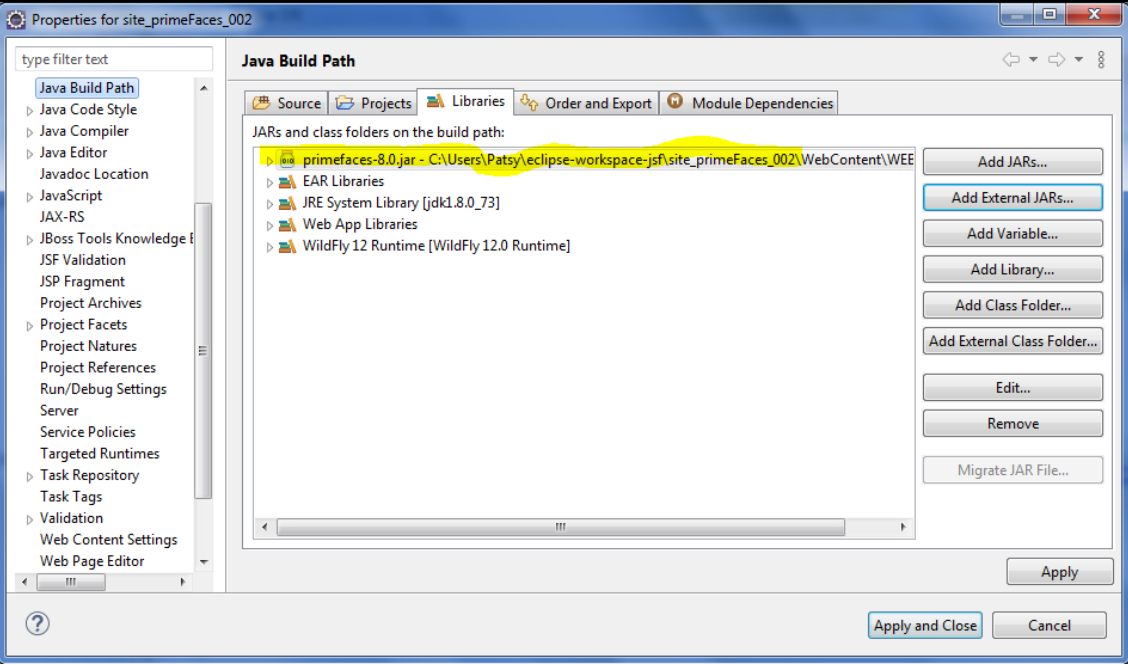 Properties for site_primeFaces_002
type filter text
Java Build Path
Java Code Style
Java Compiler
Java Editor
Javadoc Location
JavaScript
JAX-RS
JBoss Tools Knowledge E
JSF Validation
JSP Fragment
Project Archives
Project Facets
Project Natures
Project References
Run/Debug Settings
Server
Service Policies
Targeted Runtimes
Task Repository
Task Tags
Validation
Web Content Settings
Web Page Editor
Java Build Path
Source Projects Libraries Order and Export Module Dependencies
JARs and class folders on the build path:
primefaces-8.0.jar - C:\Users\Patsy\eclipse-workspace-jsf\site_primeFaces_002\WebContent\WEE
EAR Libraries
JRE System Library [jdk1.8.0_73]
Web App Libraries
WildFly 12 Runtime [WildFly 12.0 Runtime]
Add JARs...
Add External JARs...
Add Variable...
Add Library...
Add Class Folder...
Add External Class Folder...
Edit...
Remove
Migrate JAR File...
Apply
Apply and Close Cancel